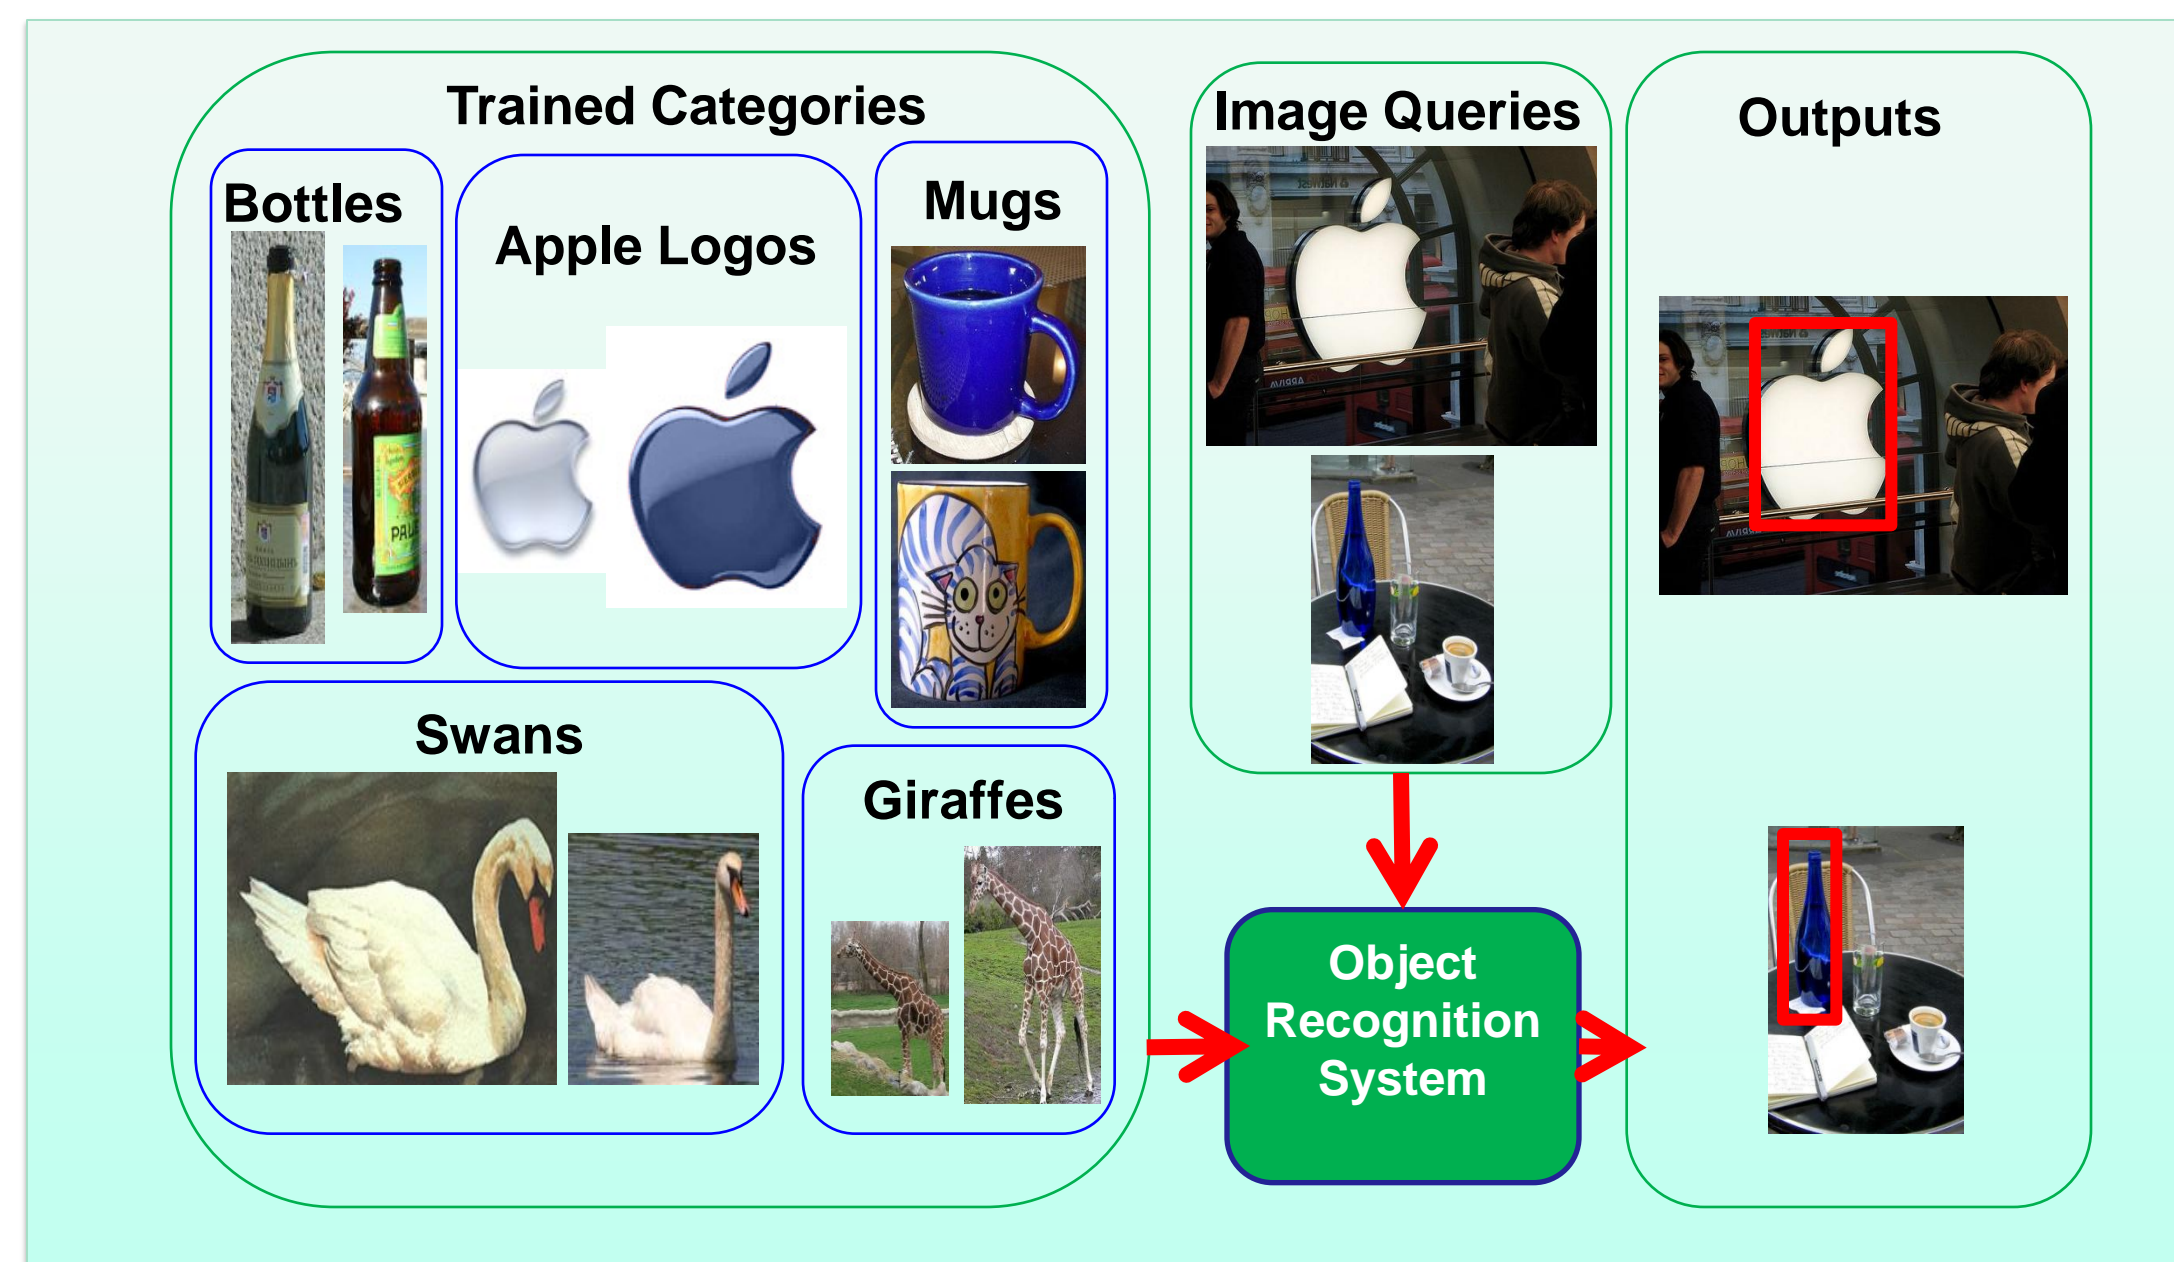 Trained Categories
Bottles
Apple Logos
Mugs
Swans
Giraffes
Image Queries
Object
Recognition
System
Outputs